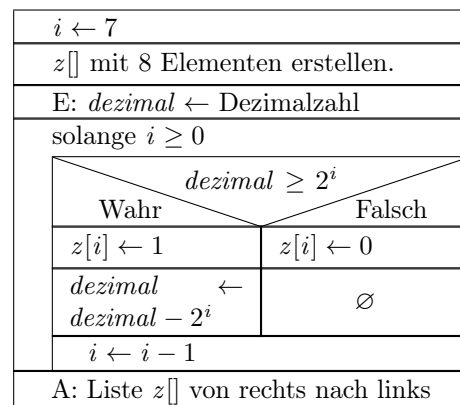 i ← 7
z[] mit 8 Elementen erstellen.
E: dezimal ← Dezimalzahl
solange i ≥ 0
dezimal ≥ 2^i
Wahr Falsch
z[i] ← 1 z[i] ← 0
dezimal ←
dezimal − 2^i ∅
i ← i − 1
A: Liste z[] von rechts nach links